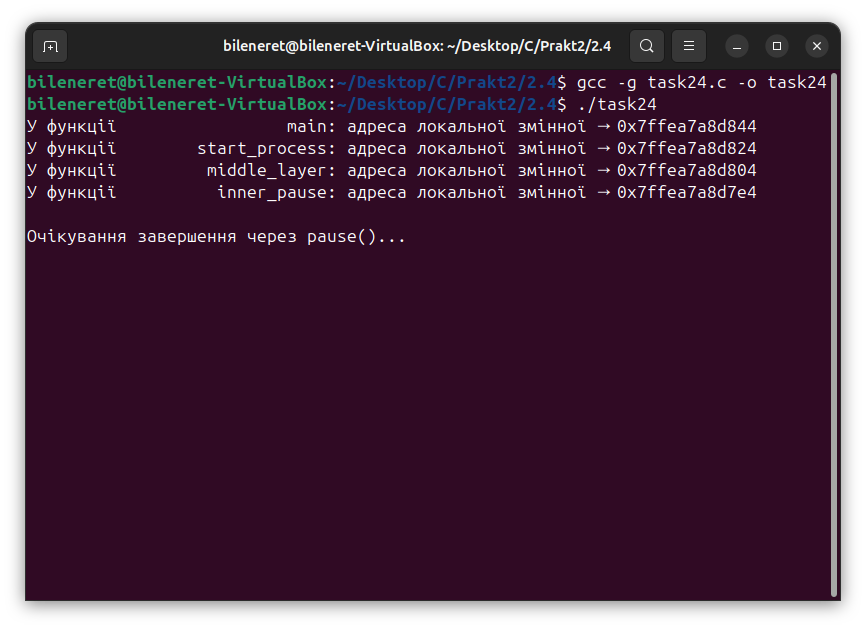 bileneret@bileneret-VirtualBox: ~/Desktop/C/Prakt2/2.4
bileneret@bileneret-VirtualBox:~/Desktop/C/Prakt2/2.4$ gcc -g task24.c -o task24
bileneret@bileneret-VirtualBox:~/Desktop/C/Prakt2/2.4$ ./task24
У функції                 main: адреса локальної змінної → 0x7ffea7a8d844
У функції        start_process: адреса локальної змінної → 0x7ffea7a8d824
У функції         middle_layer: адреса локальної змінної → 0x7ffea7a8d804
У функції          inner_pause: адреса локальної змінної → 0x7ffea7a8d7e4
Очікування завершення через pause()...